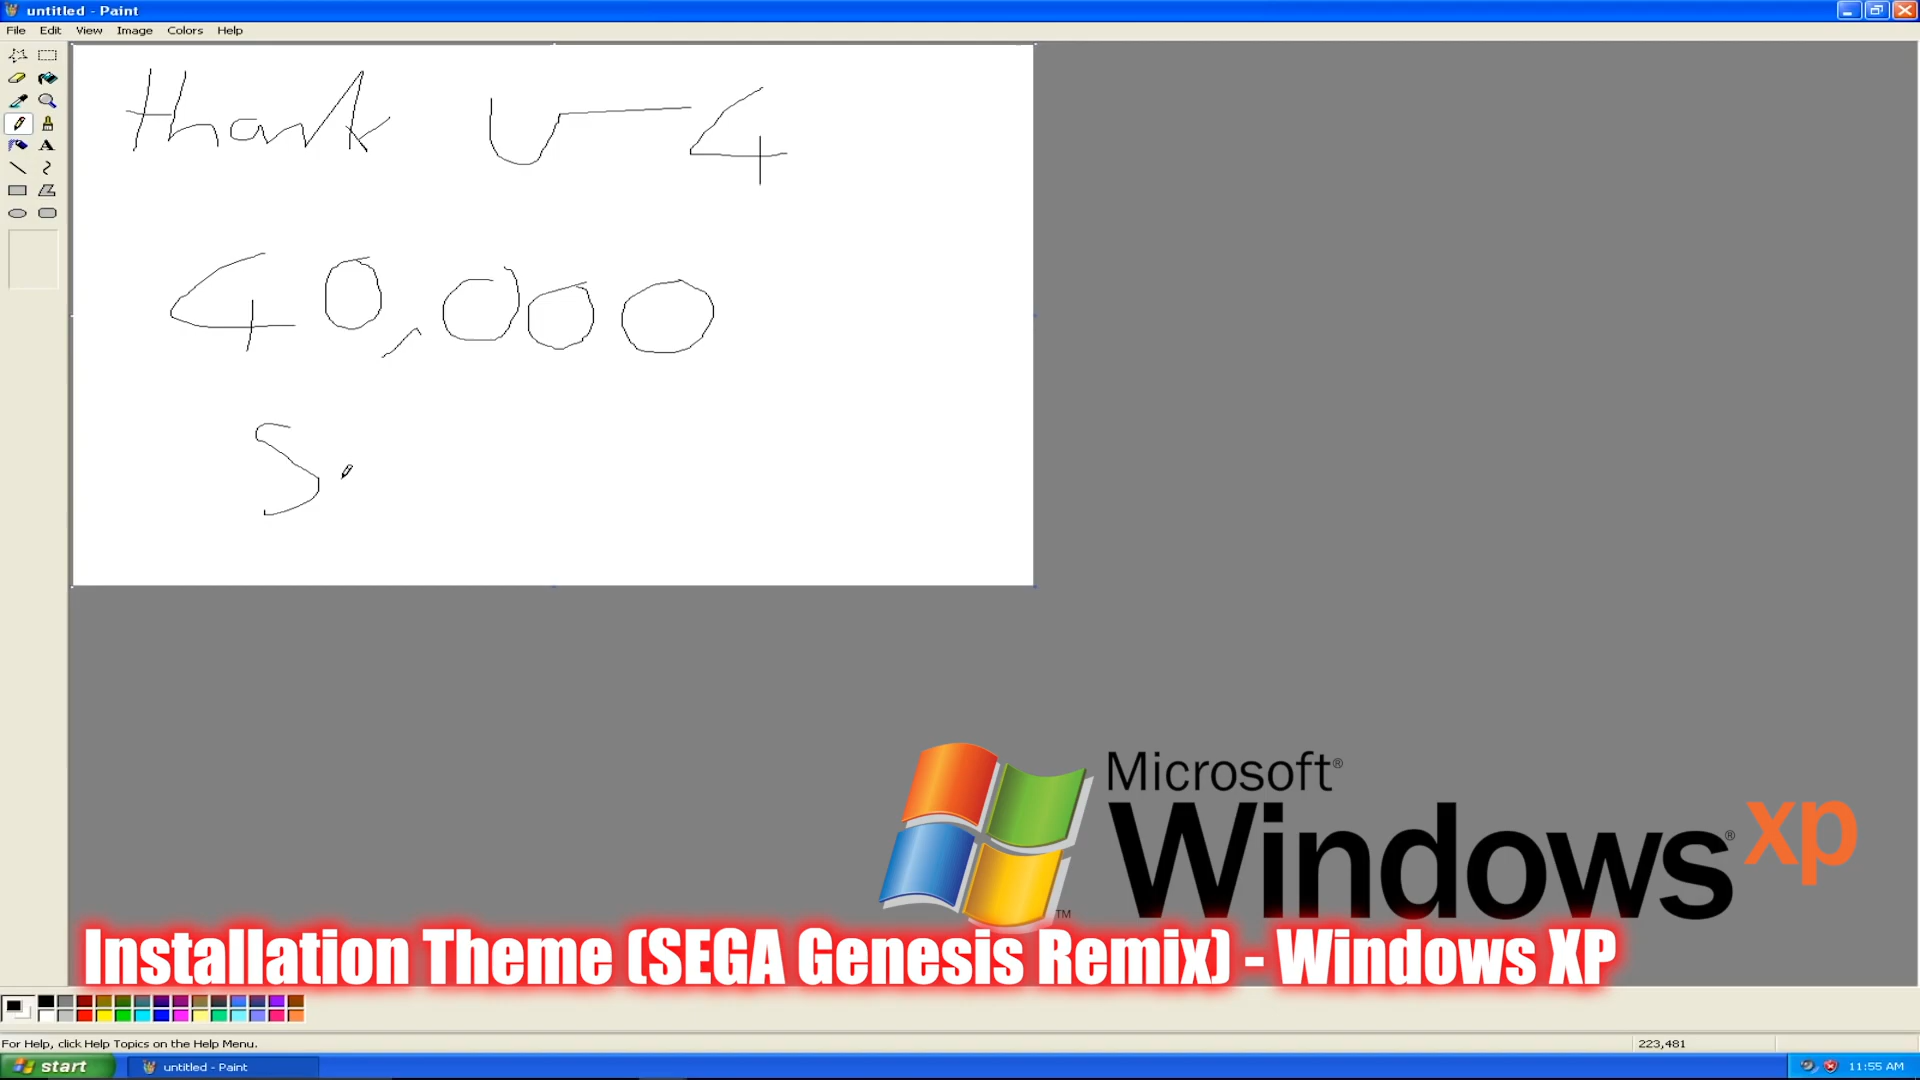 untitled - Paint
File Edit View Image Colors Help
thank u 4
40,000
S
Microsoft®
Windows® xp
TM
Installation Theme (SEGA Genesis Remix) - Windows XP
For Help, click Help Topics on the Help Menu.
223,481
start
untitled - Paint
11:55 AM